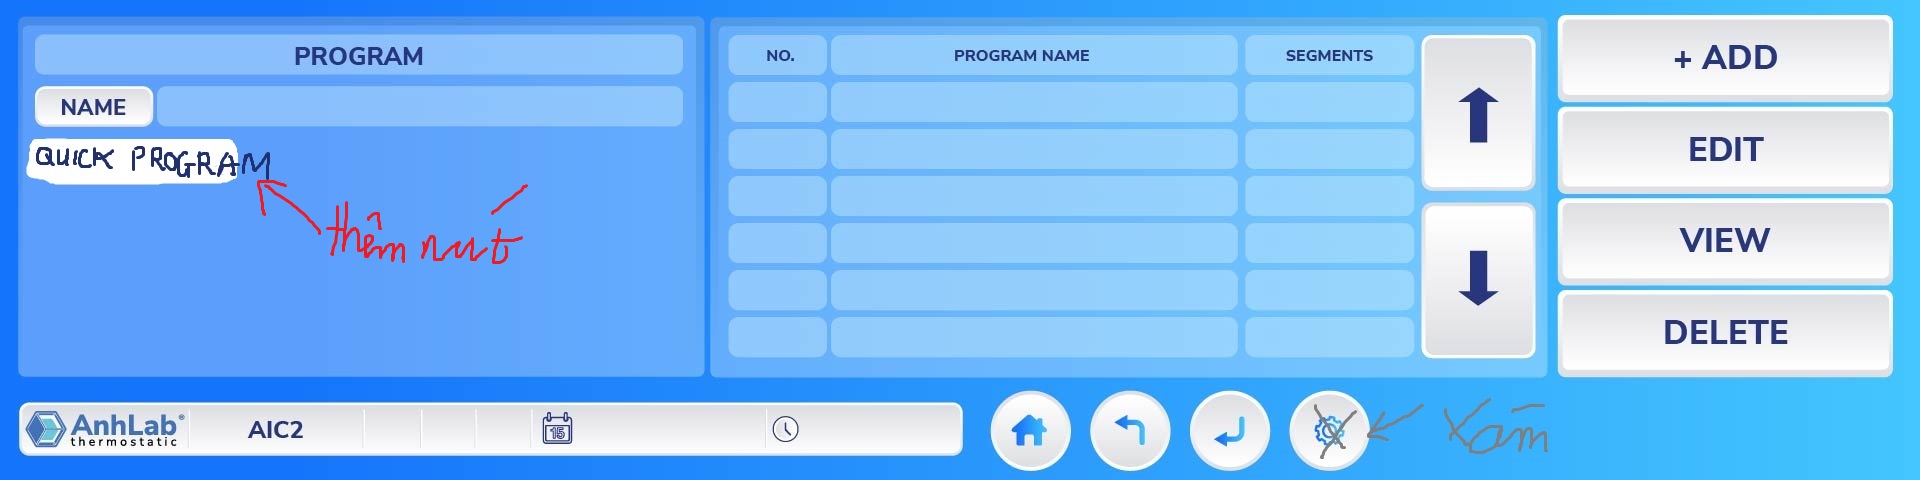 PROGRAM
NAME
QUICK PROGRAM
thêm nút
NO. PROGRAM NAME SEGMENTS
+ ADD
EDIT
VIEW
DELETE
AnhLab®
thermostatic
AIC2
15
Xám